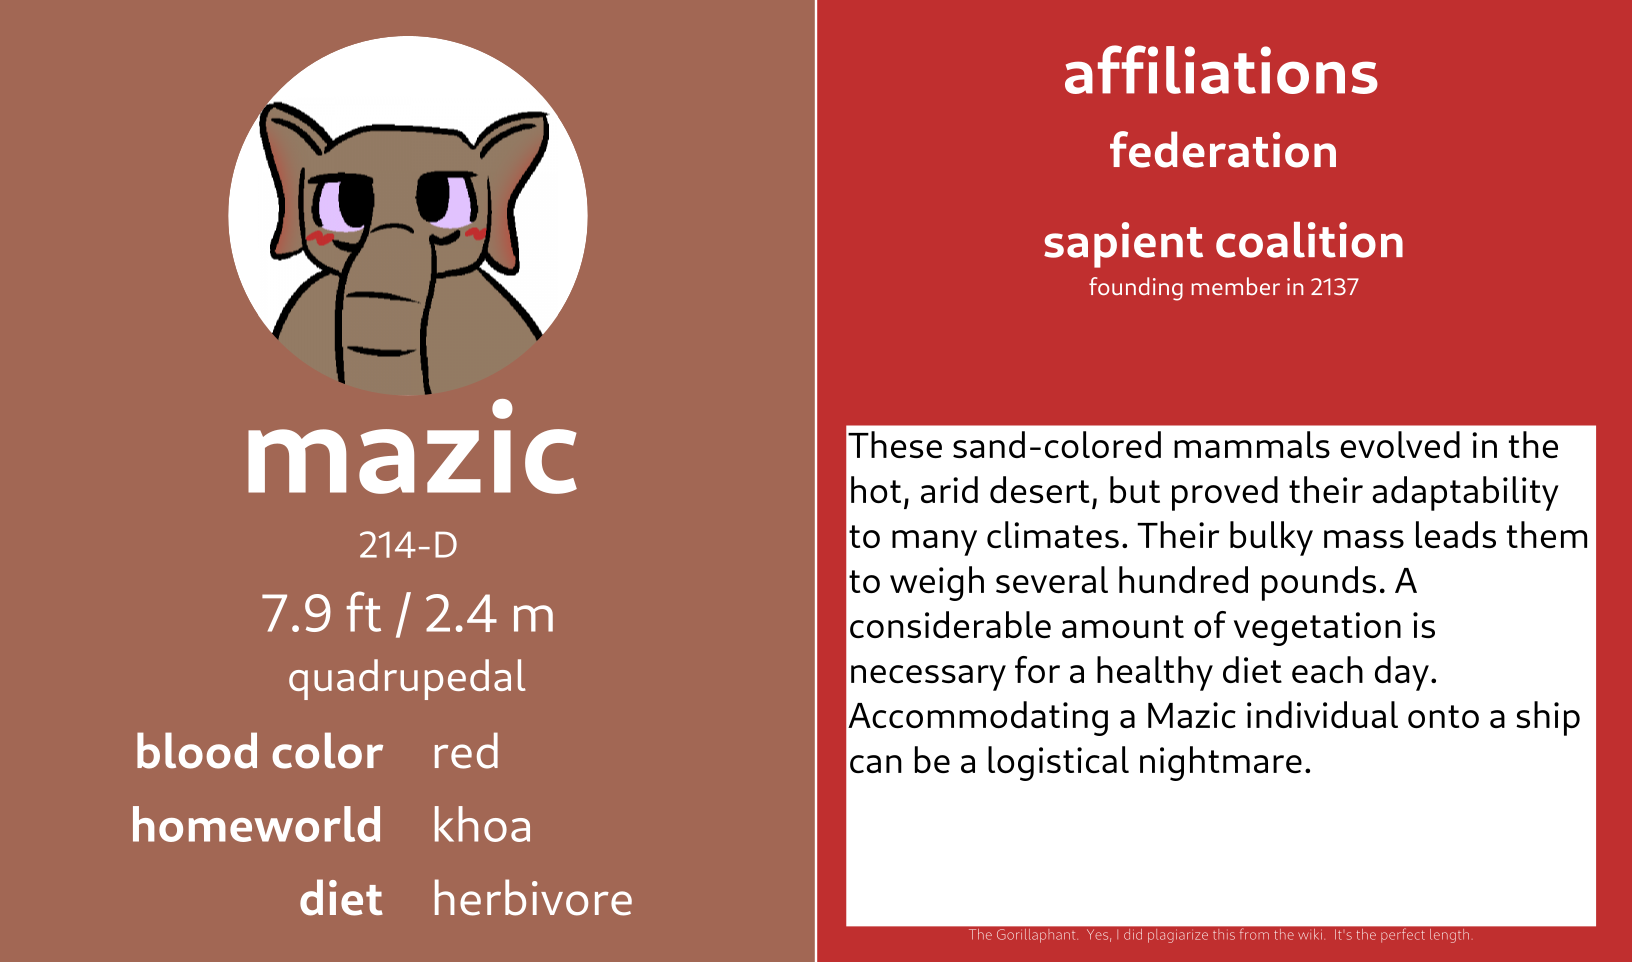 mazic
214-D
7.9 ft / 2.4 m
quadrupedal
blood color red
homeworld khoa
diet herbivore
affiliations
federation
sapient coalition
founding member in 2137
These sand-colored mammals evolved in the
hot, arid desert, but proved their adaptability
to many climates. Their bulky mass leads them
to weigh several hundred pounds. A
considerable amount of vegetation is
necessary for a healthy diet each day.
Accommodating a Mazic individual onto a ship
can be a logistical nightmare.
The Gorillaphant.  Yes, I did plagiarize this from the wiki.  It's the perfect length.